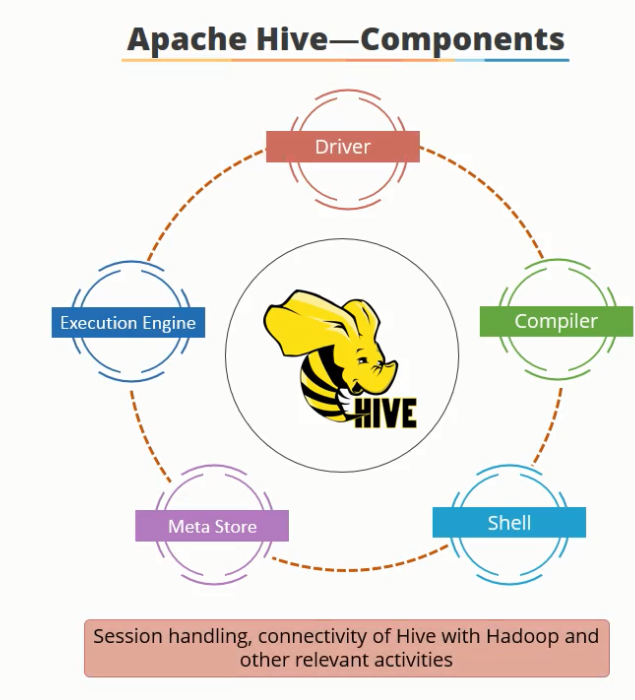 Apache Hive—Components
Driver
Execution Engine
Compiler
HIVE
Meta Store
Shell
Session handling, connectivity of Hive with Hadoop and
other relevant activities